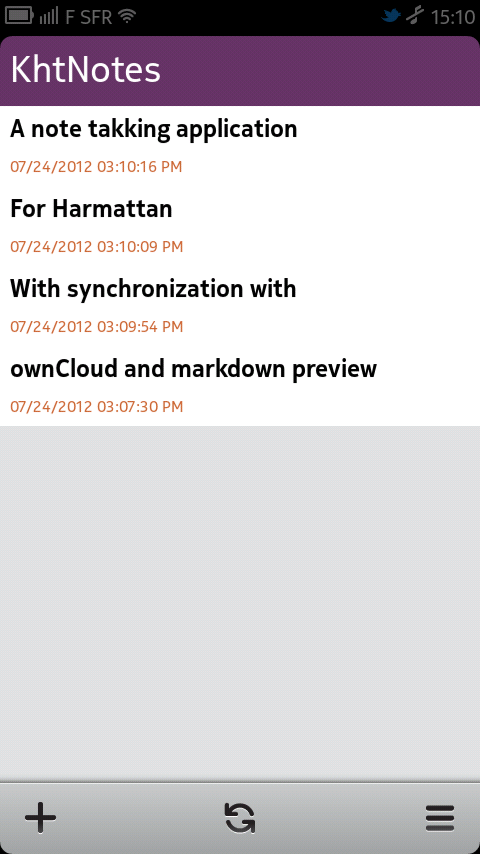 F SFR 15:10
KhtNotes
A note takking application
07/24/2012 03:10:16 PM
For Harmattan
07/24/2012 03:10:09 PM
With synchronization with
07/24/2012 03:09:54 PM
ownCloud and markdown preview
07/24/2012 03:07:30 PM